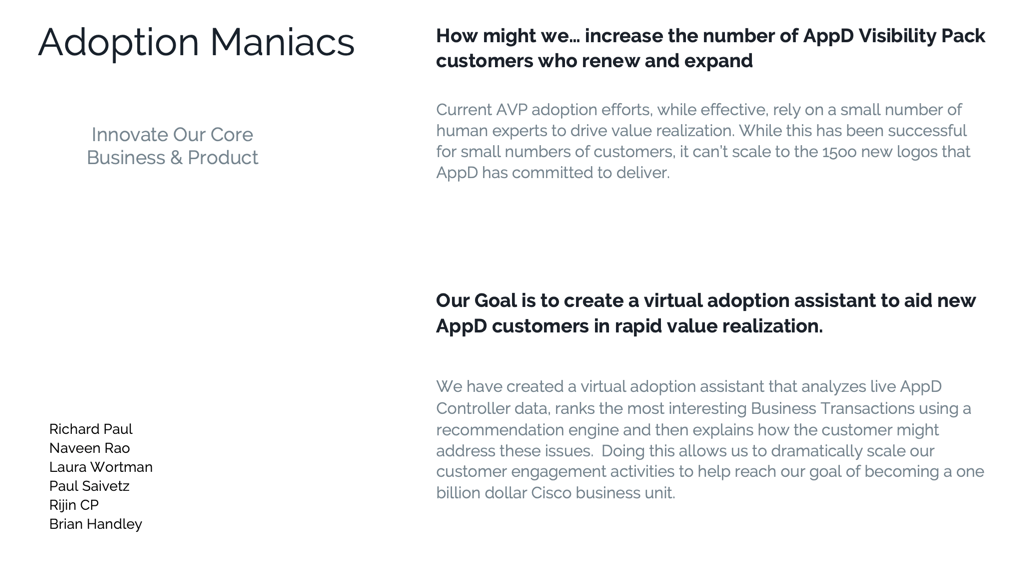 Adoption Maniacs
Innovate Our Core
Business & Product
Richard Paul
Naveen Rao
Laura Wortman
Paul Saivetz
Rijin CP
Brian Handley
How might we… increase the number of AppD Visibility Pack
customers who renew and expand
Current AVP adoption efforts, while effective, rely on a small number of
human experts to drive value realization. While this has been successful
for small numbers of customers, it can't scale to the 1500 new logos that
AppD has committed to deliver.
Our Goal is to create a virtual adoption assistant to aid new
AppD customers in rapid value realization.
We have created a virtual adoption assistant that analyzes live AppD
Controller data, ranks the most interesting Business Transactions using a
recommendation engine and then explains how the customer might
address these issues.  Doing this allows us to dramatically scale our
customer engagement activities to help reach our goal of becoming a one
billion dollar Cisco business unit.